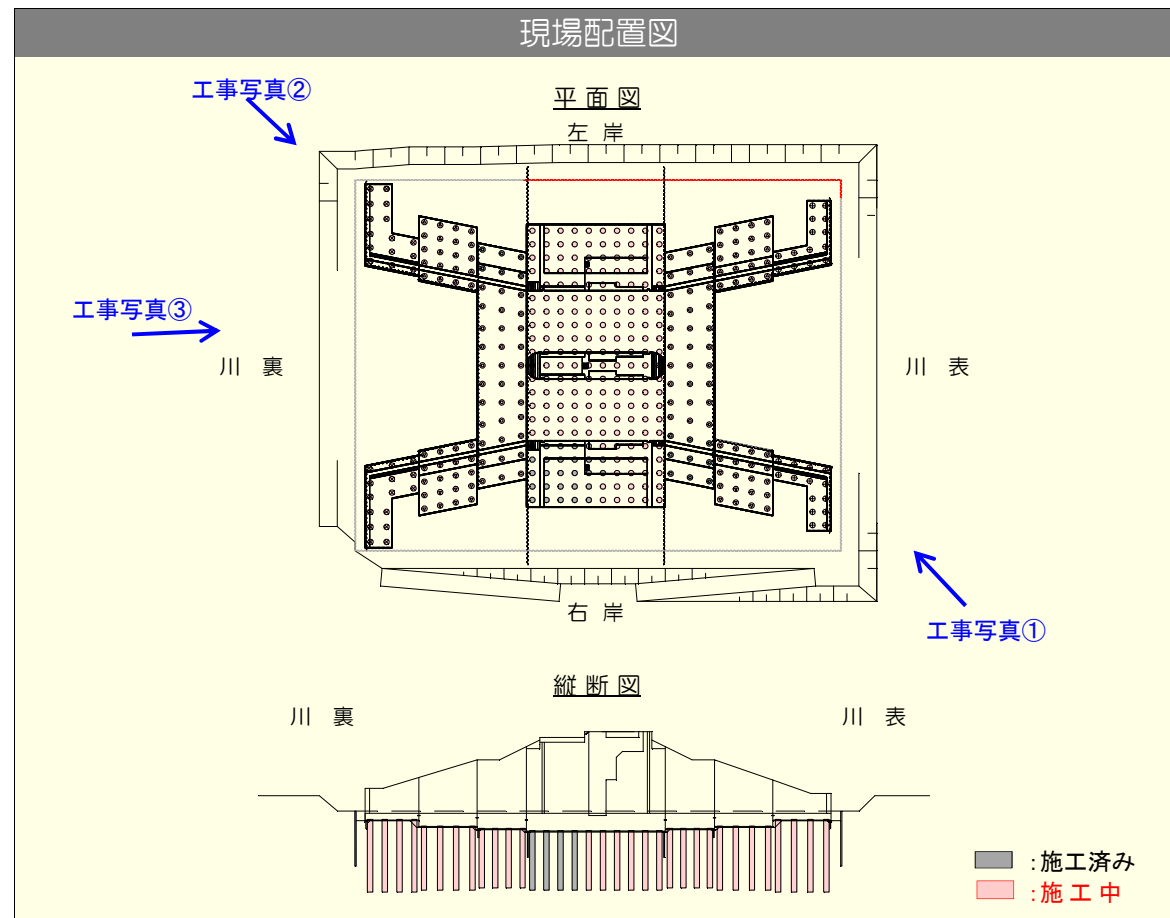 現場配置図
工事写真②
平 面 図
左 岸
工事写真③
川 裏
川 表
右 岸
工事写真①
縦 断 図
川 裏
川 表
:施工済み
:施 工 中